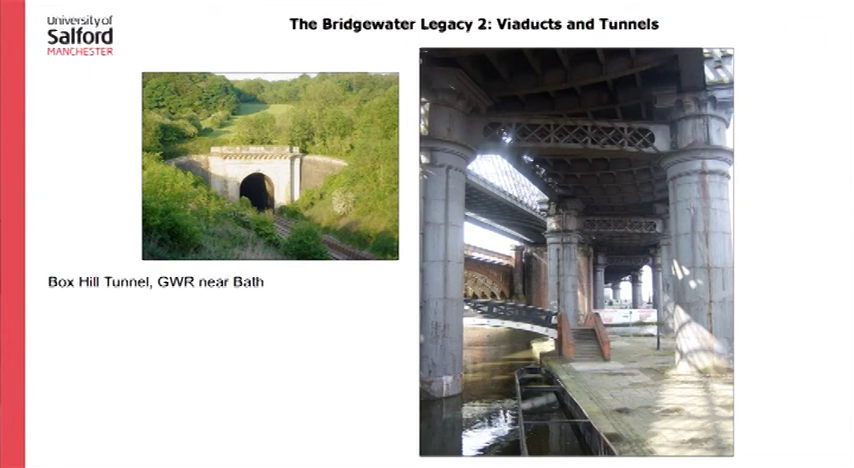 University of
Salford
MANCHESTER
The Bridgewater Legacy 2: Viaducts and Tunnels
Box Hill Tunnel, GWR near Bath